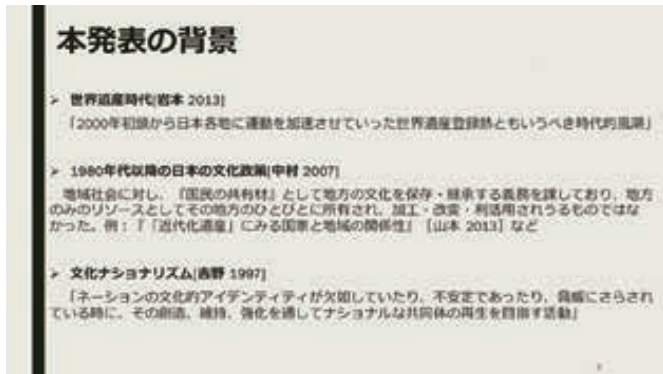 本発表の背景
➢ 世界遺産時代[岩本 2013]
「2000年初頭から日本各地に運動を加速させていった世界遺産登録熱ともいうべき時代的風潮」
➢ 1980年代以降の日本の文化政策[中村 2007]
地域社会に対し、『国民の共有材』として地方の文化を保存・継承する義務を課しており、地方
のみのリソースとしてその地方のひとびとに所有され、加工・改変・利活用されうるものではな
かった。例：『「近代化遺産」にみる国家と地域の関係性』［山本 2013］など
➢ 文化ナショナリズム[吉野 1997]
「ネーションの文化的アイデンティティが欠如していたり、不安定であったり、脅威にさらされ
ている時に、その創造、維持、強化を通してナショナルな共同体の再生を目指す活動」